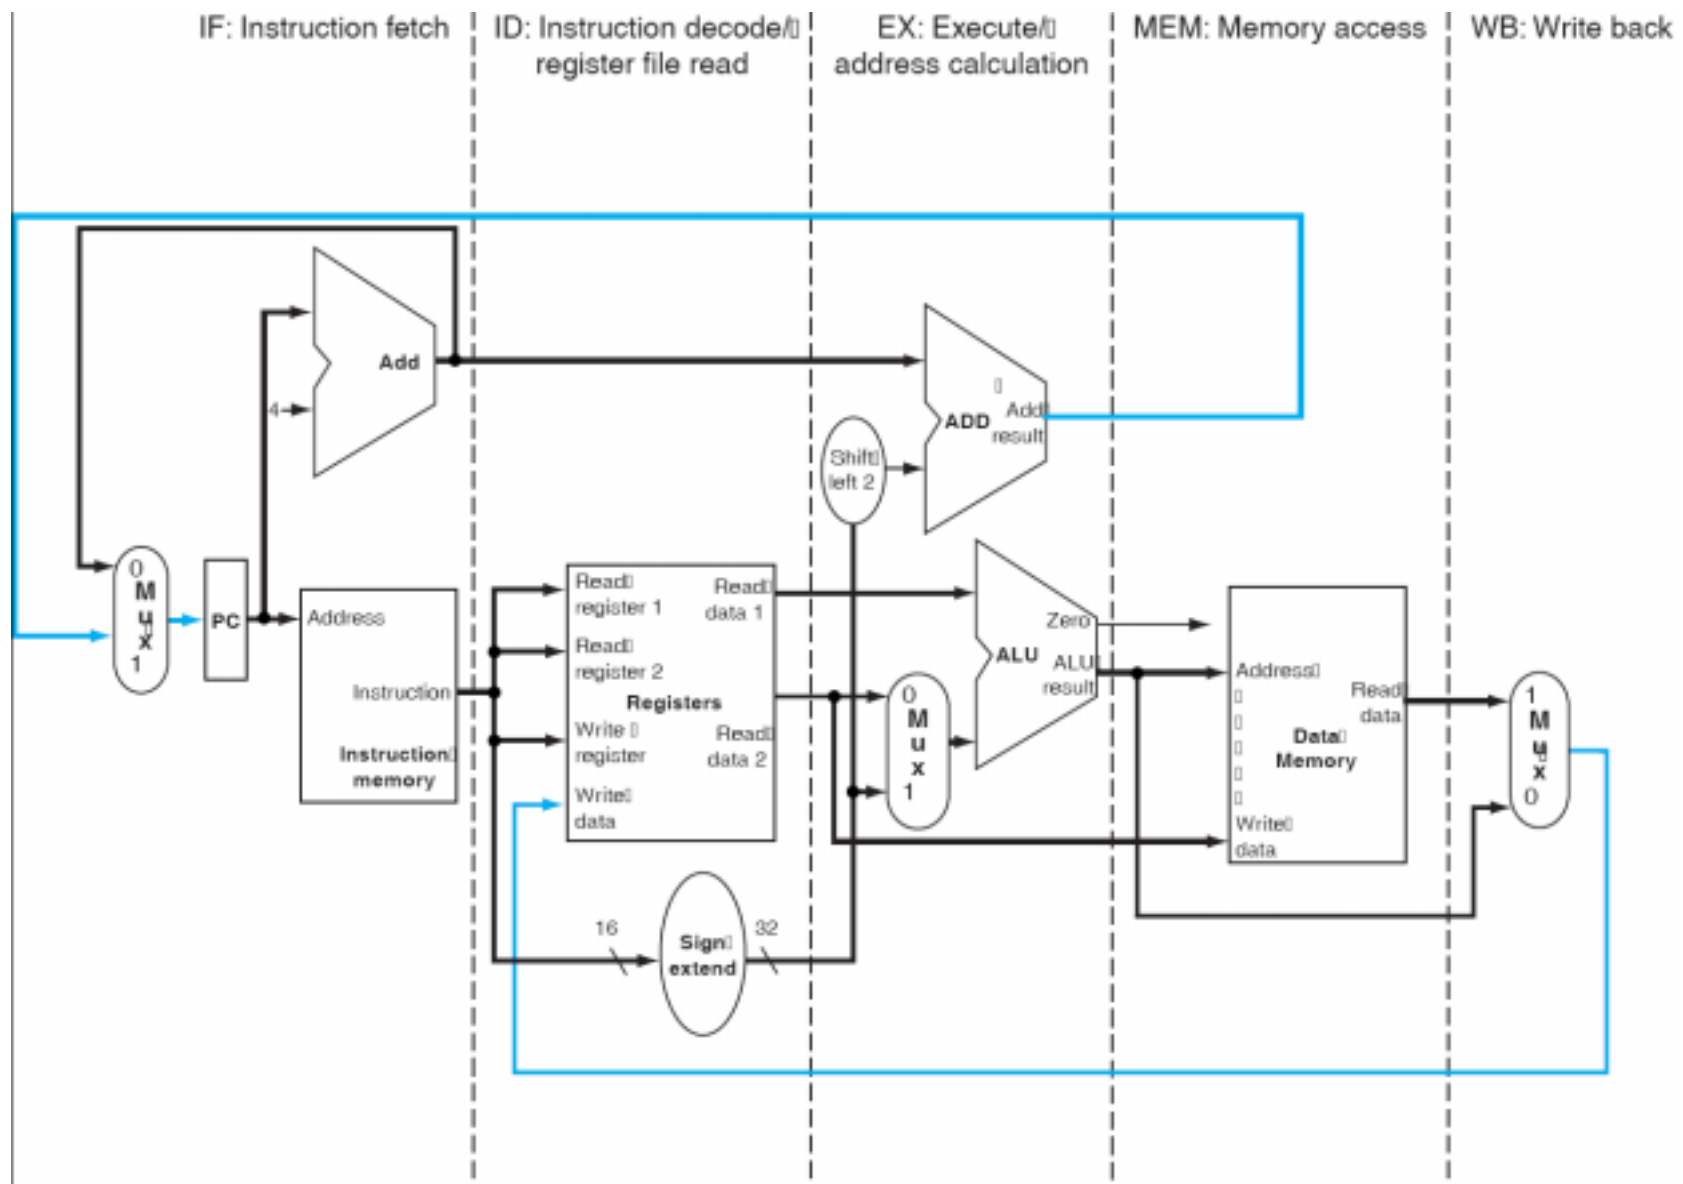 IF: Instruction fetch
ID: Instruction decode/
register file read
EX: Execute/
address calculation
MEM: Memory access
WB: Write back
Add
4
ADD
Add
result
Shift
left 2
0
M
u
x
1
PC
Address
Instruction
Instruction
memory
Read
register 1
Read
register 2
Write
register
Write
data
Registers
Read
data 1
Read
data 2
0
M
u
x
1
ALU
Zero
ALU
result
Address
Read
data
Data
Memory
Write
data
1
M
u
x
0
16
Sign
extend
32